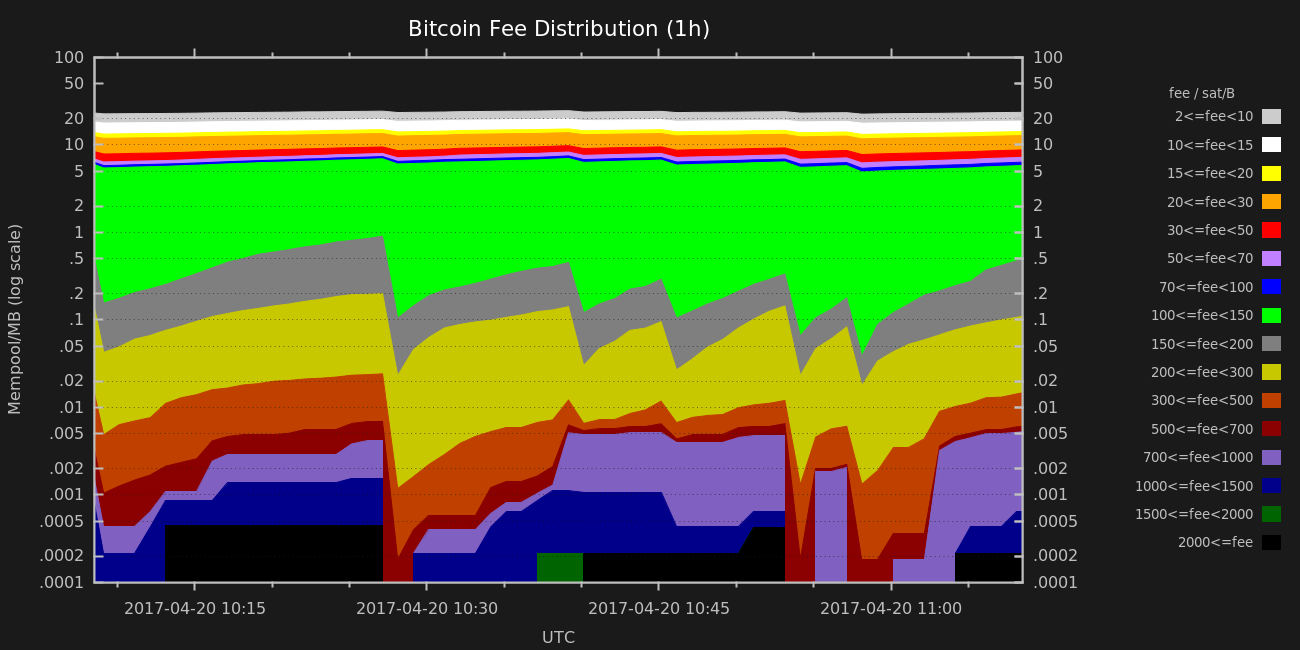 Bitcoin Fee Distribution (1h)
100 100
50 50
20 20
10 10
5 5
2 2
1 1
.5 .5
.2 .2
.1 .1
.05 .05
.02 .02
.01 .01
.005 .005
.002 .002
.001 .001
.0005 .0005
.0002 .0002
.0001 .0001
Mempool/MB (log scale)
2017-04-20 10:15 2017-04-20 10:30 2017-04-20 10:45 2017-04-20 11:00
UTC
fee / sat/B
2<=fee<10
10<=fee<15
15<=fee<20
20<=fee<30
30<=fee<50
50<=fee<70
70<=fee<100
100<=fee<150
150<=fee<200
200<=fee<300
300<=fee<500
500<=fee<700
700<=fee<1000
1000<=fee<1500
1500<=fee<2000
2000<=fee